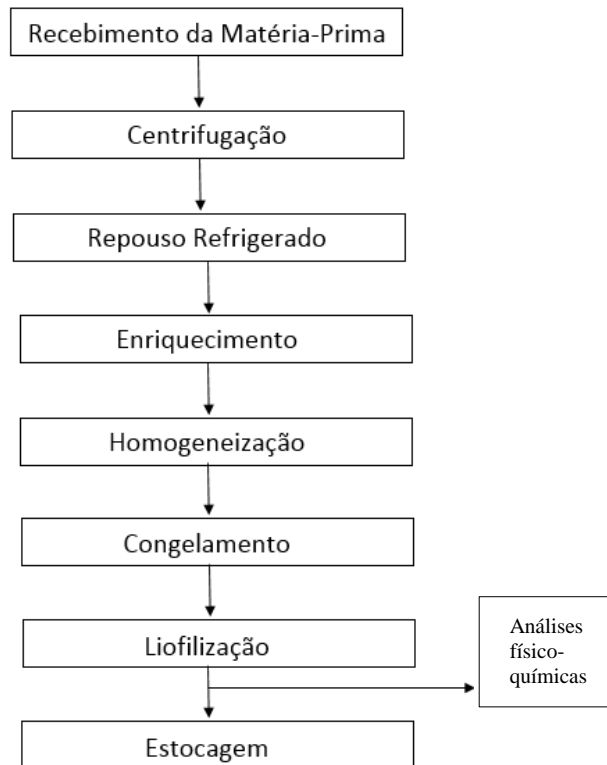 Recebimento da Matéria-Prima
Centrifugação
Repouso Refrigerado
Enriquecimento
Homogeneização
Congelamento
Liofilização
Análises
físico-
químicas
Estocagem